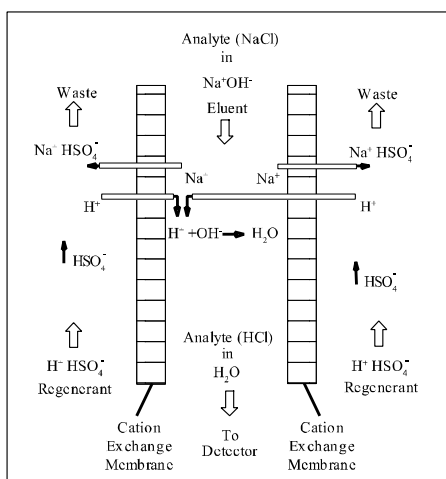 Analyte (NaCl)
in
Na⁺OH⁻
Eluent
Waste
Waste
Na⁺ HSO₄⁻
Na⁺ HSO₄⁻
Na⁺
Na⁺
H⁺
H⁺
H⁺ +OH⁻ H₂O
HSO₄⁻
HSO₄⁻
Analyte (HCl)
in
H₂O
H⁺ HSO₄⁻
Regenerant
H⁺ HSO₄⁻
Regenerant
To
Detector
Cation
Exchange
Membrane
Cation
Exchange
Membrane